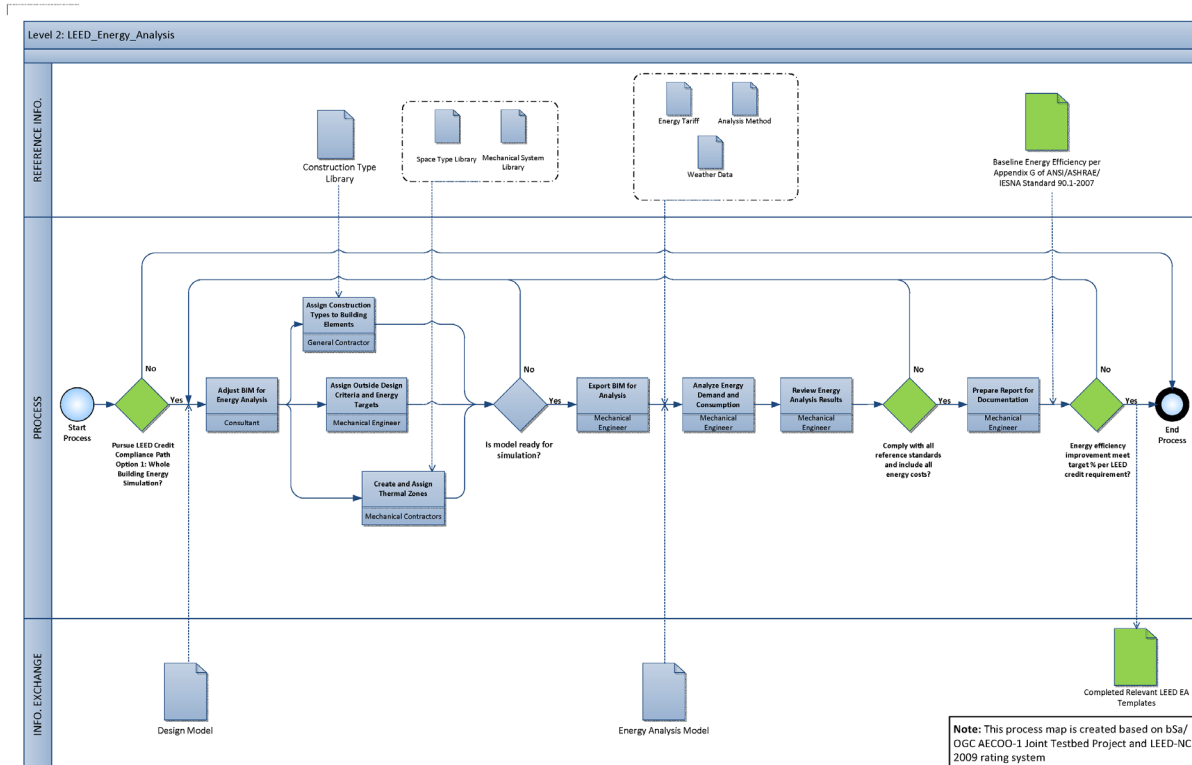 Level 2: LEED_Energy_Analysis
REFERENCE INFO.
Construction Type
Library
Space Type Library
Mechanical System
Library
Energy Tariff
Analysis Method
Weather Data
Baseline Energy Efficiency per
Appendix G of ANSI/ASHRAE/
IESNA Standard 90.1-2007
PROCESS
Start
Process
No
Yes
Pursue LEED Credit
Compliance Path
Option 1: Whole
Building Energy
Simulation?
Adjust BIM for
Energy Analysis
Consultant
Assign Construction
Types to Building
Elements
General Contractor
Assign Outside Design
Criteria and Energy
Targets
Mechanical Engineer
Create and Assign
Thermal Zones
Mechanical Contractors
No
Yes
Is model ready for
simulation?
Export BIM for
Analysis
Mechanical
Engineer
Analyze Energy
Demand and
Consumption
Mechanical
Engineer
Review Energy
Analysis Results
Mechanical
Engineer
No
Yes
Comply with all
reference standards
and include all
energy costs?
Prepare Report for
Documentation
Mechanical
Engineer
No
Yes
Energy efficiency
improvement meet
target % per LEED
credit requirement?
End
Process
INFO. EXCHANGE
Design Model
Energy Analysis Model
Completed Relevant LEED EA
Templates
Note: This process map is created based on bSa/
OGC AECOO-1 Joint Testbed Project and LEED-NC
2009 rating system